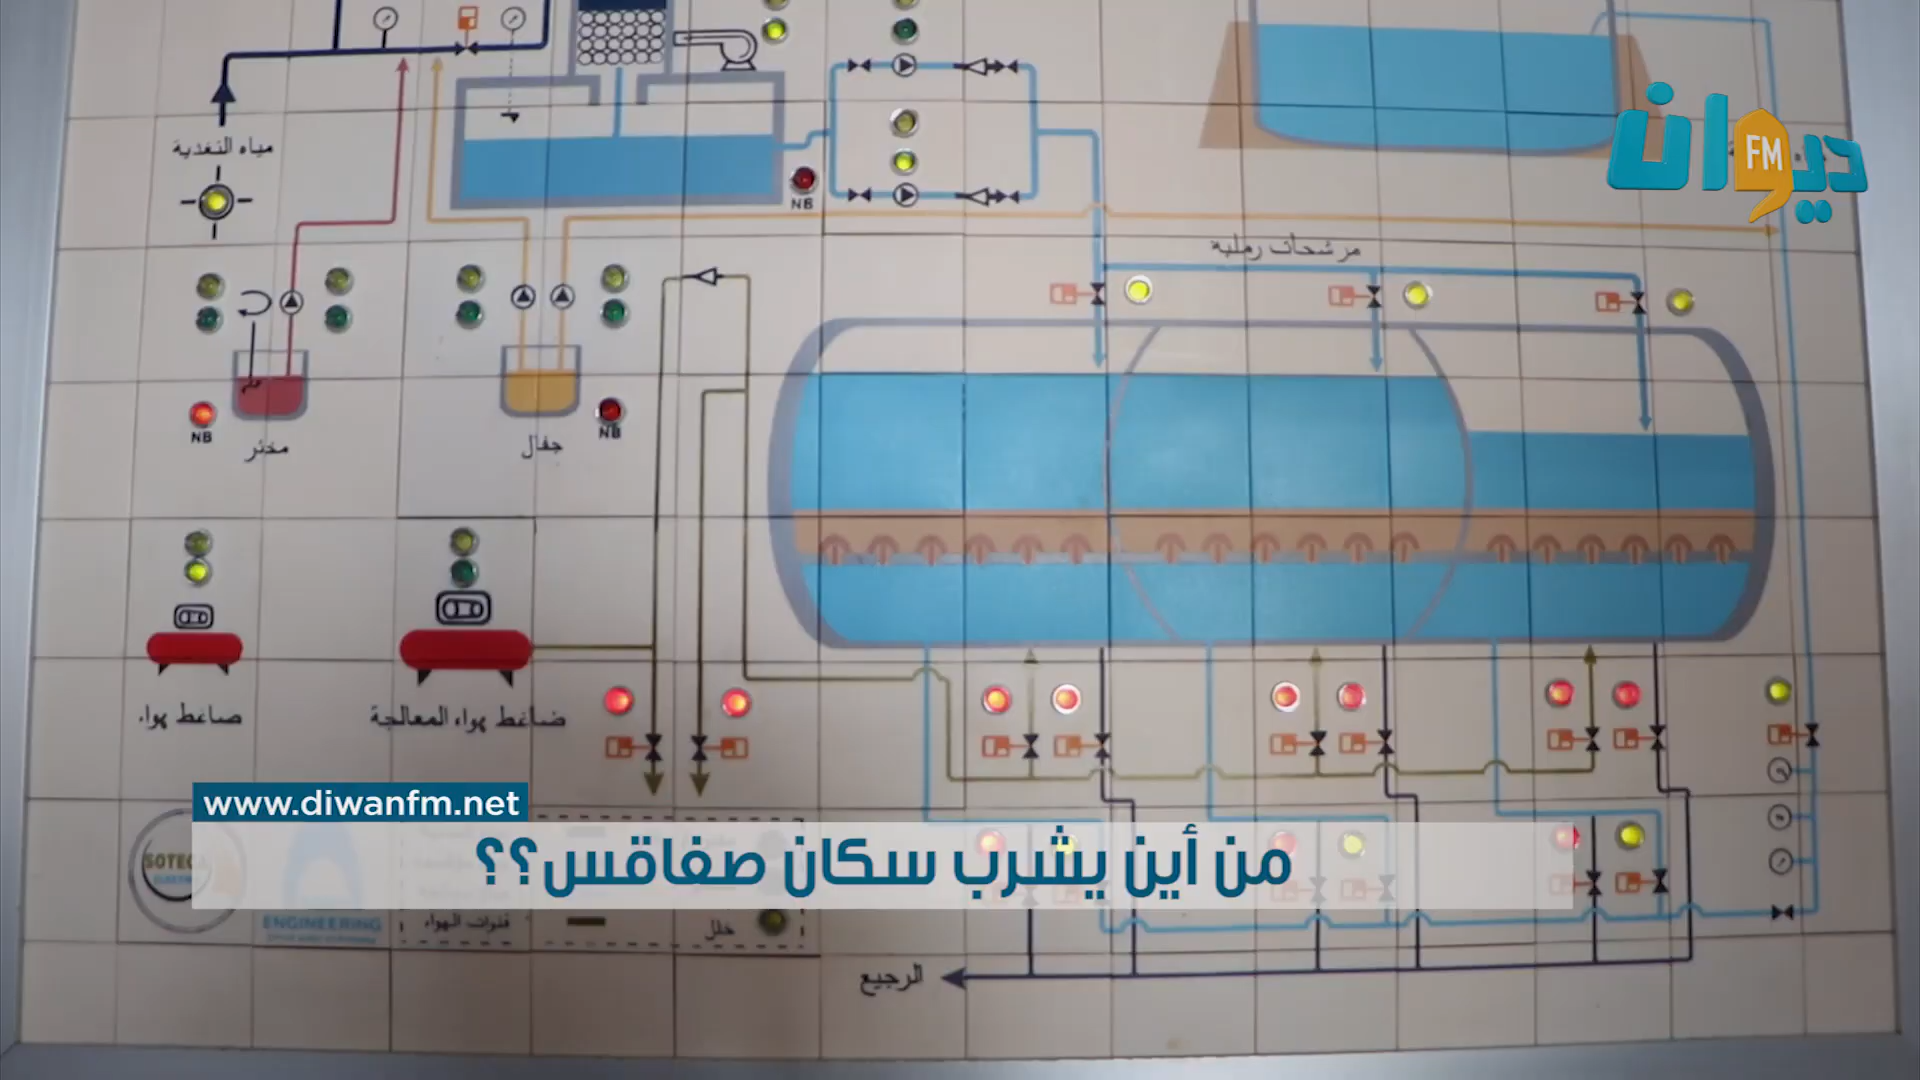 مياه التغذية
NB
ديوان FM
مرشحات رملية
NB
مخثر
جفال
NB
ضاغط هواء
ضاغط هواء المعالجة
www.diwanfm.net
من أين يشرب سكان صفاقس؟؟
ENGINEERING
قنوات الهواء
خلل
الرجيع